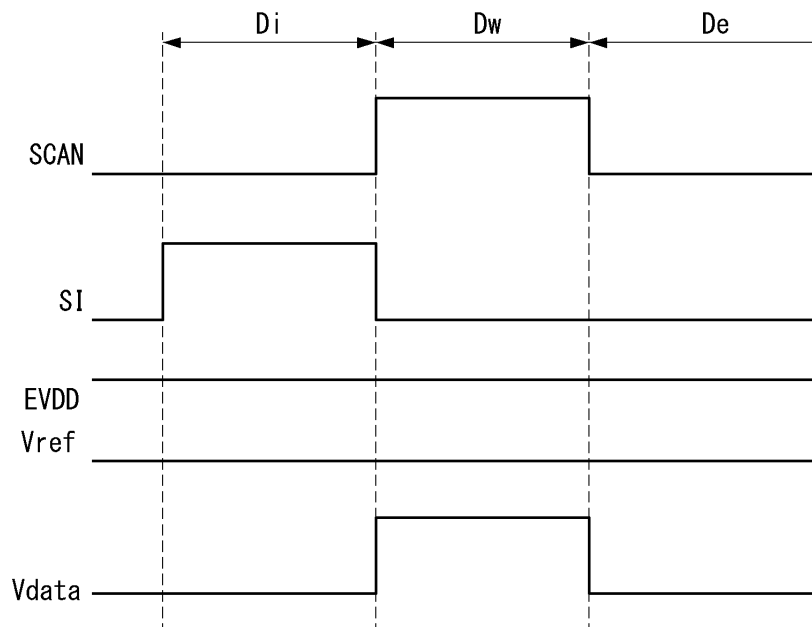 Di Dw De
SCAN
SI
EVDD
Vref
Vdata